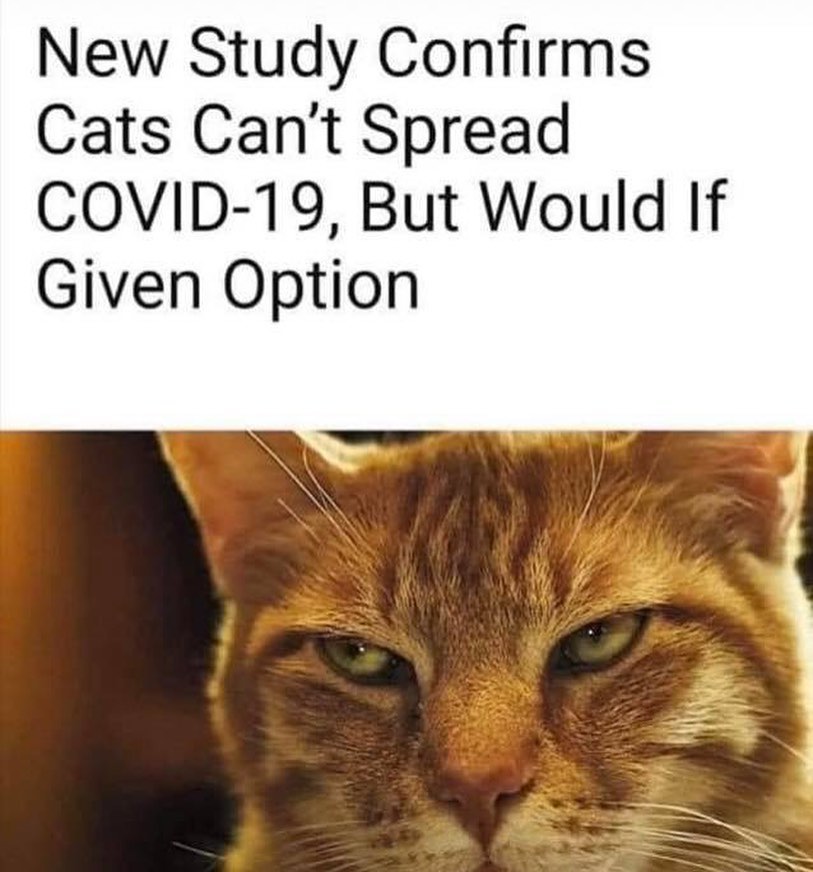 New Study Confirms
Cats Can't Spread
COVID-19, But Would If
Given Option